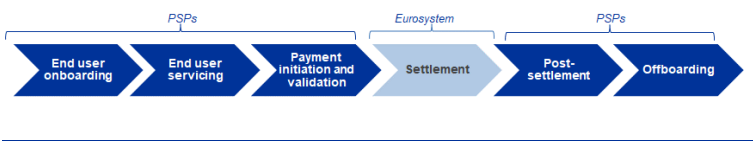 PSPs
Eurosystem
PSPs
End user
onboarding
End user
servicing
Payment
initiation and
validation
Settlement
Post-
settlement
Offboarding